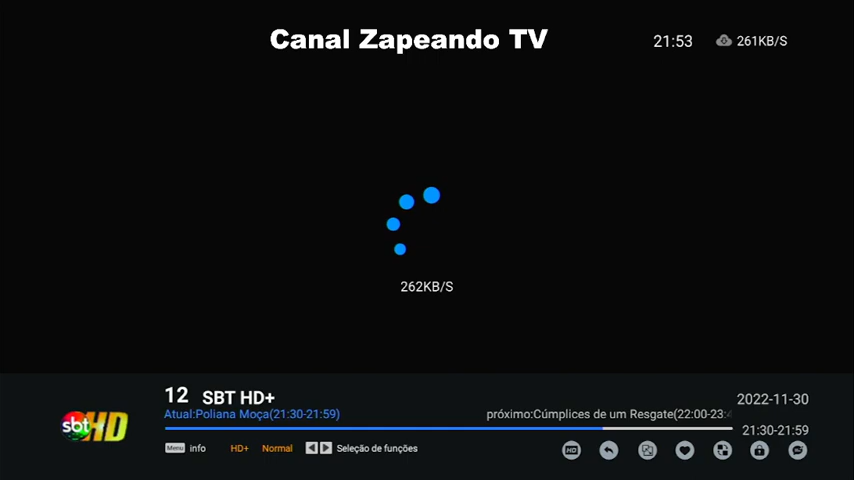 Canal Zapeando TV
21:53
261KB/S
262KB/S
12 SBT HD+
Atual:Poliana Moça(21:30-21:59)
próximo:Cúmplices de um Resgate(22:00-23:4
2022-11-30
21:30-21:59
sbt HD
Menu info HD+ Normal Seleção de funções
HD